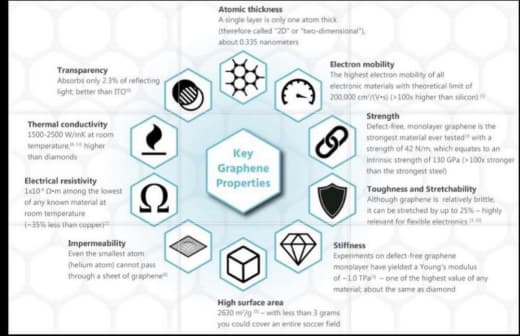 Atomic thickness
A single layer is only one atom thick
(therefore called "2D" or "two-dimensional"),
about 0.335 nanometers
Transparency
Absorbs only 2.3% of reflecting
light; better than ITO
Electron mobility
The highest electron mobility of all
electronic materials with theoretical limit of
200,000 cm²/(V•s) (>100x higher than silicon)
Thermal conductivity
1500-2500 W/mK at room
temperature, higher
than diamonds
Strength
Defect-free, monolayer graphene is the
strongest material ever tested with a
strength of 42 N/m, which equates to an
intrinsic strength of 130 GPa (>100x stronger
than the strongest steel)
Key
Graphene
Properties
Electrical resistivity
1x10⁻⁸ Ω•m among the lowest
of any known material at
room temperature
(~35% less than copper)
Ω
Toughness and Stretchability
Although graphene is relatively brittle,
it can be stretched by up to 25% – highly
relevant for flexible electronics
Impermeability
Even the smallest atom
(helium atom) cannot pass
through a sheet of graphene
Stiffness
Experiments on defect-free graphene
monolayer have yielded a Young's modulus
of ~1.0 TPa – one of the highest value of any
material; about the same as diamond
High surface area
2630 m²/g – with less than 3 grams
you could cover an entire soccer field